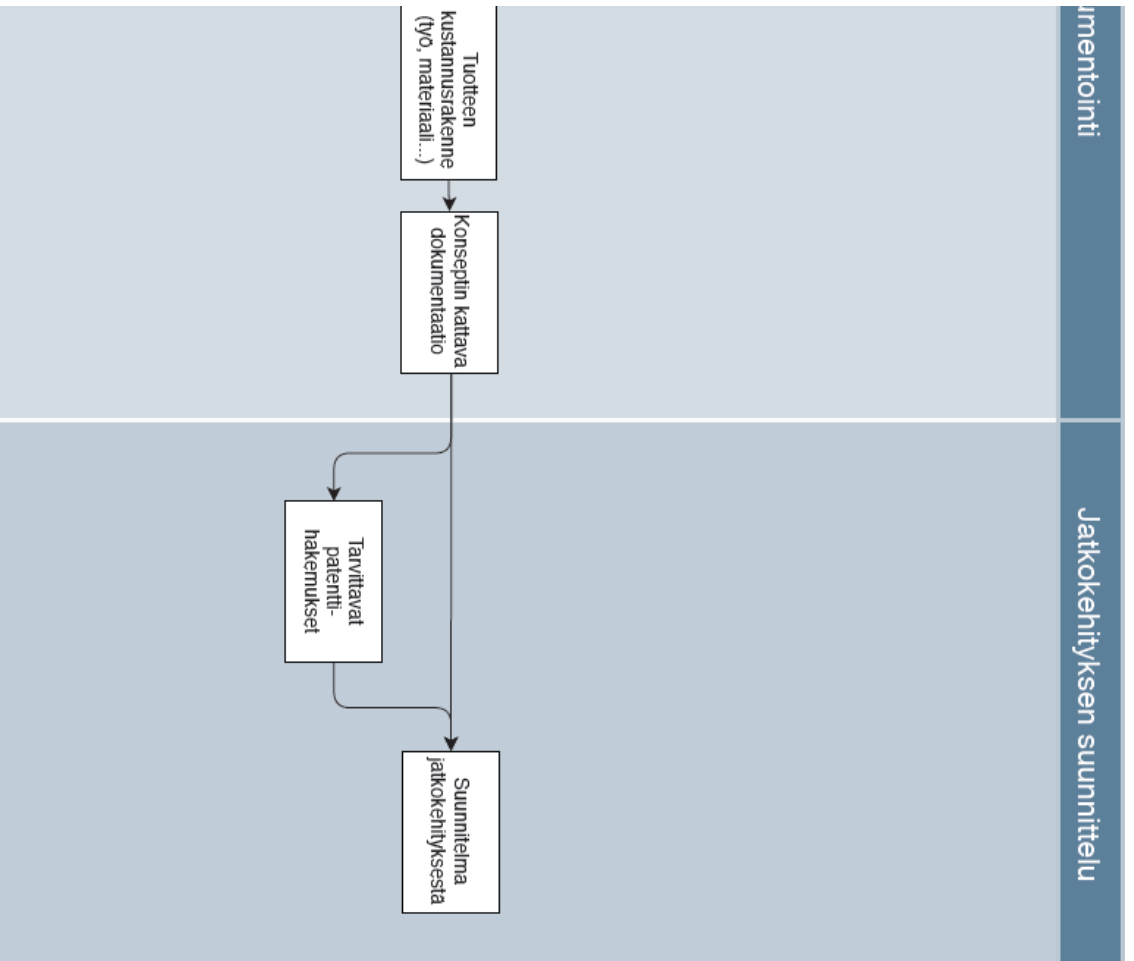 umentointi
Jatkokehityksen suunnittelu
Tuotteen
kustannusrakenne
(työ, materiaali...)
Konseptin kattava
dokumentaatio
Tarvittavat
patentti-
hakemukset
Suunnitelma
jatkokehityksestä